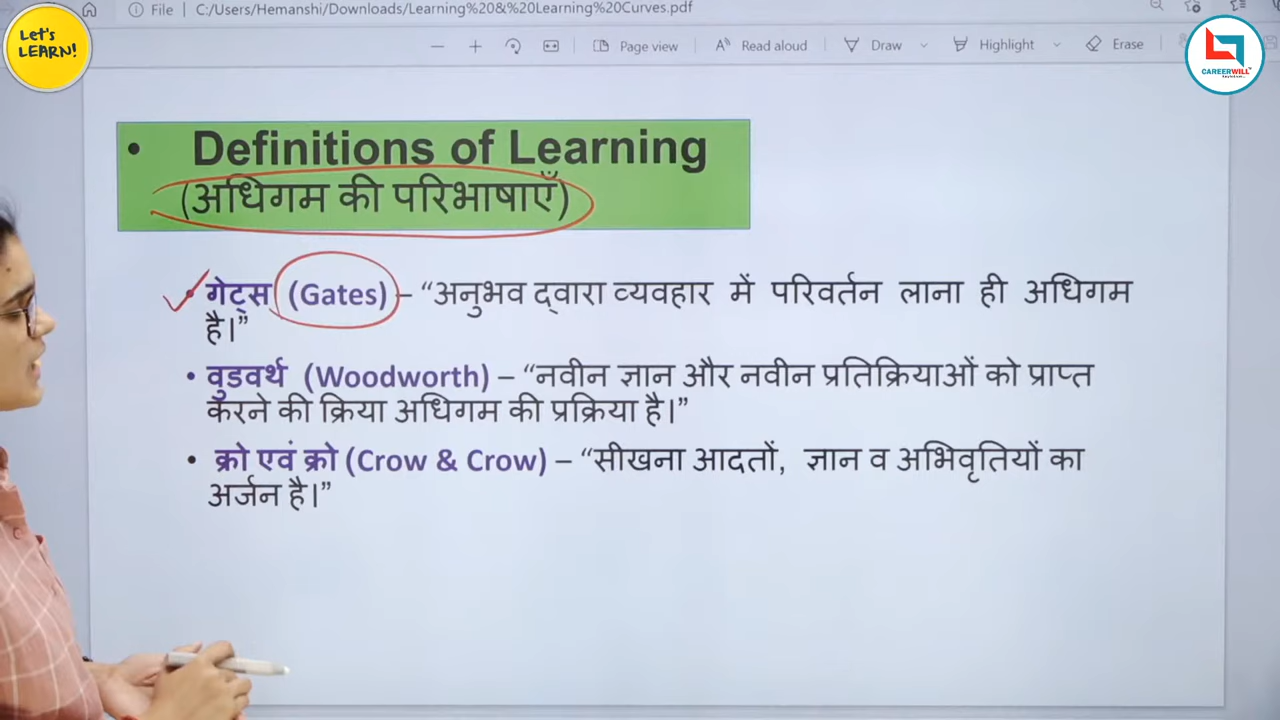 Let's
LEARN!
File | C:/Users/Hemanshi/Downloads/Learning%20&%20Learning%20Curves.pdf
Page view
Read aloud
Draw
Highlight
Erase
CAREERWILL
• Definitions of Learning
(अधिगम की परिभाषाएँ)
• गेट्स (Gates) – “अनुभव द्वारा व्यवहार में परिवर्तन लाना ही अधिगम
है।”
• वुडवर्थ (Woodworth) – “नवीन ज्ञान और नवीन प्रतिक्रियाओं को प्राप्त
करने की क्रिया अधिगम की प्रक्रिया है।”
• क्रो एवं क्रो (Crow & Crow) – “सीखना आदतों, ज्ञान व अभिवृतियों का
अर्जन है।”